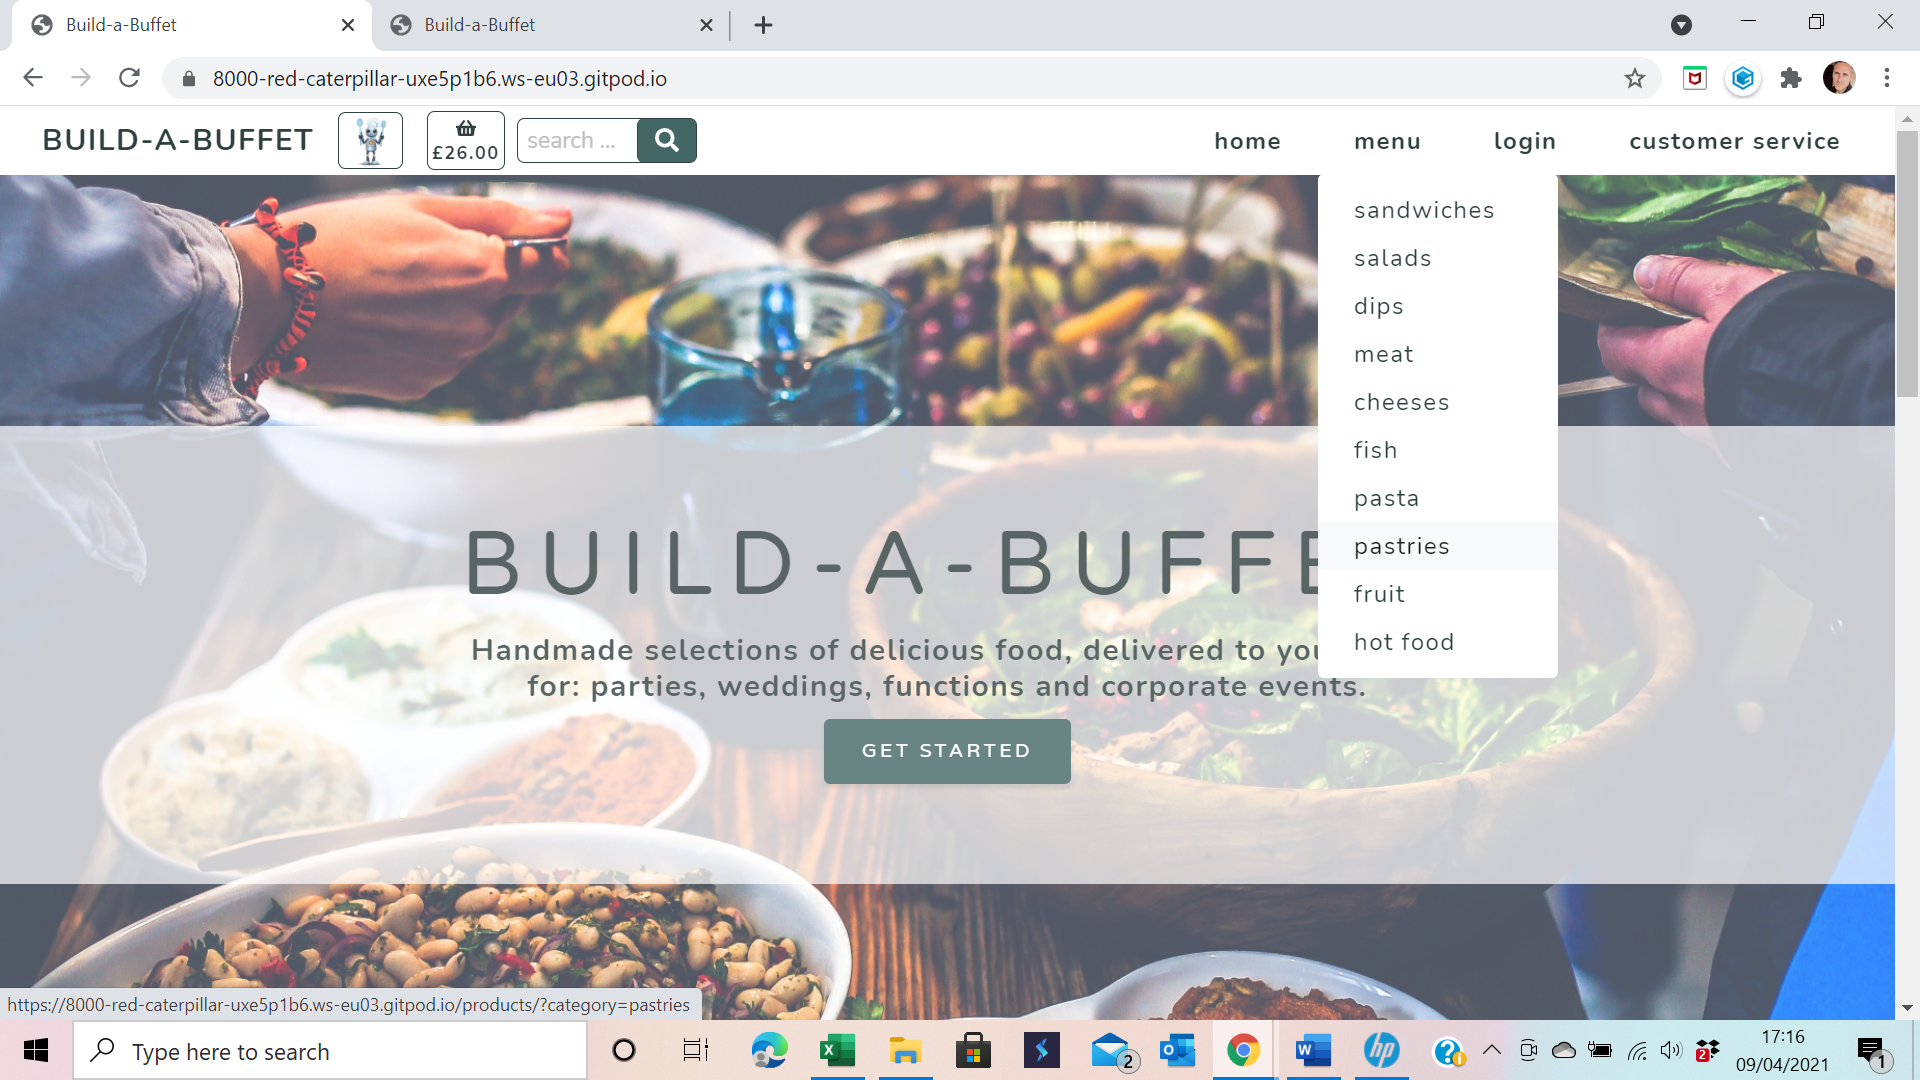 Build-a-Buffet
Build-a-Buffet
8000-red-caterpillar-uxe5p1b6.ws-eu03.gitpod.io
BUILD-A-BUFFET
£26.00
search ...
home
menu
login
customer service
sandwiches
salads
dips
meat
cheeses
fish
pasta
pastries
fruit
hot food
BUILD-A-BUFFE
Handmade selections of delicious food, delivered to you
for: parties, weddings, functions and corporate events.
GET STARTED
https://8000-red-caterpillar-uxe5p1b6.ws-eu03.gitpod.io/products/?category=pastries
Type here to search
2
2
17:16
09/04/2021
1